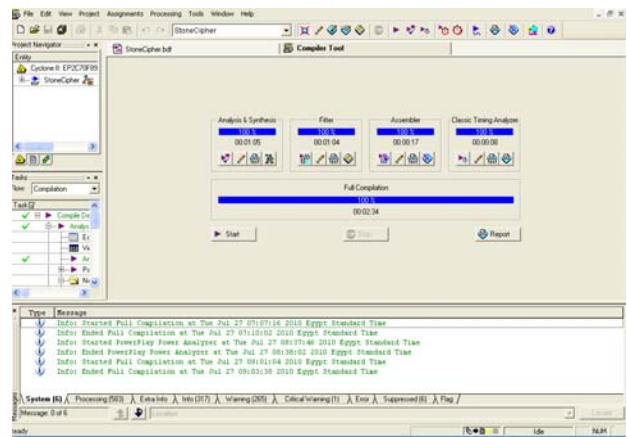 File Edit View Project Assignments Processing Tools Window Help
StoneCipher
Project Navigator
StoneCipher.bdf
Compiler Tool
Entity
Cyclone II: EP2C70F89
StoneCipher
Analysis & Synthesis Fitter Assembler Classic Timing Analyzer
100 % 100 % 100 % 100 %
00:01:05 00:01:04 00:00:17 00:00:08
Full Compilation
100 %
00:02:34
Start Stop Report
Tasks
Flow: Compilation
Task
Compile De
Analys
Type Message
Info: Started Full Compilation at Tue Jul 27 07:07:16 2010 Egypt Standard Time
Info: Ended Full Compilation at Tue Jul 27 07:10:02 2010 Egypt Standard Time
Info: Started PowerPlay Power Analyzer at Tue Jul 27 08:37:46 2010 Egypt Standard Time
Info: Ended PowerPlay Power Analyzer at Tue Jul 27 08:38:02 2010 Egypt Standard Time
Info: Started Full Compilation at Tue Jul 27 09:01:04 2010 Egypt Standard Time
Info: Ended Full Compilation at Tue Jul 27 09:03:38 2010 Egypt Standard Time
System (6) Processing (583) Extra Info Info (317) Warning (265) Critical Warning (1) Error Suppressed (6) Flag
Message: 0 of 6 Location Locate
Ready Idle NUM